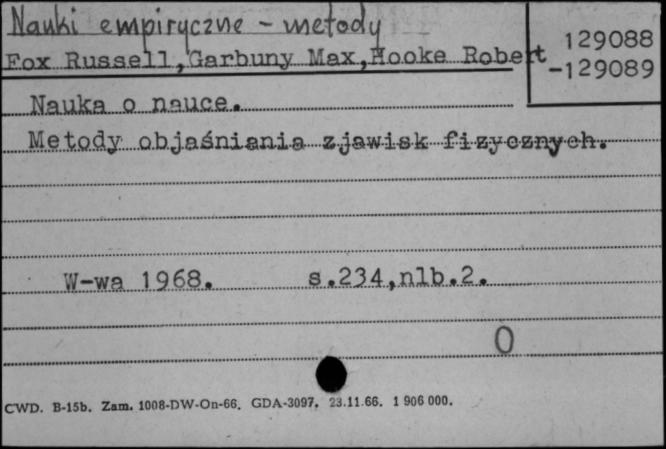 Nauki empiryczne - metody
Fox Russell,Garbuny Max,Hooke Robert
129088
-129089
Nauka o nauce.
Metody objaśniania zjawisk fizycznych.
W-wa 1968. s.234,nlb.2.
O
CWD. B-15b. Zam. 1008-DW-On-66. GDA-3097. 23.11.66. 1 906 000.